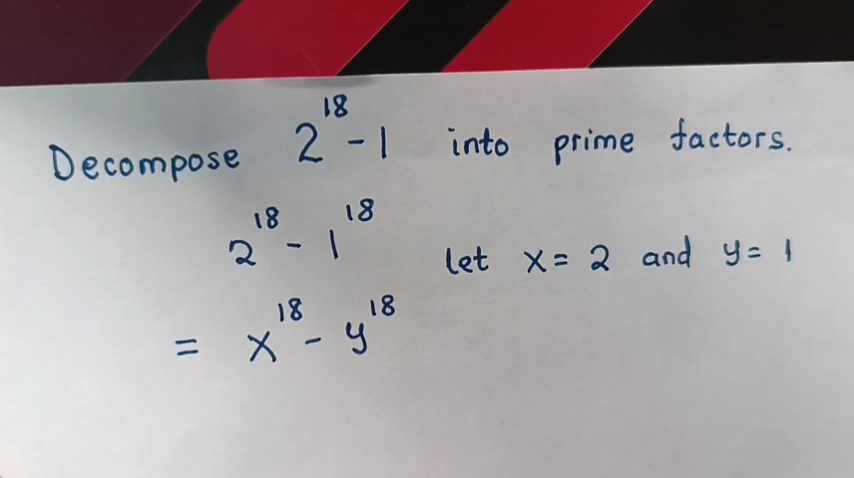 Decompose 2^18 - 1 into prime factors.
2^18 - 1^18 let x = 2 and y = 1
= x^18 - y^18